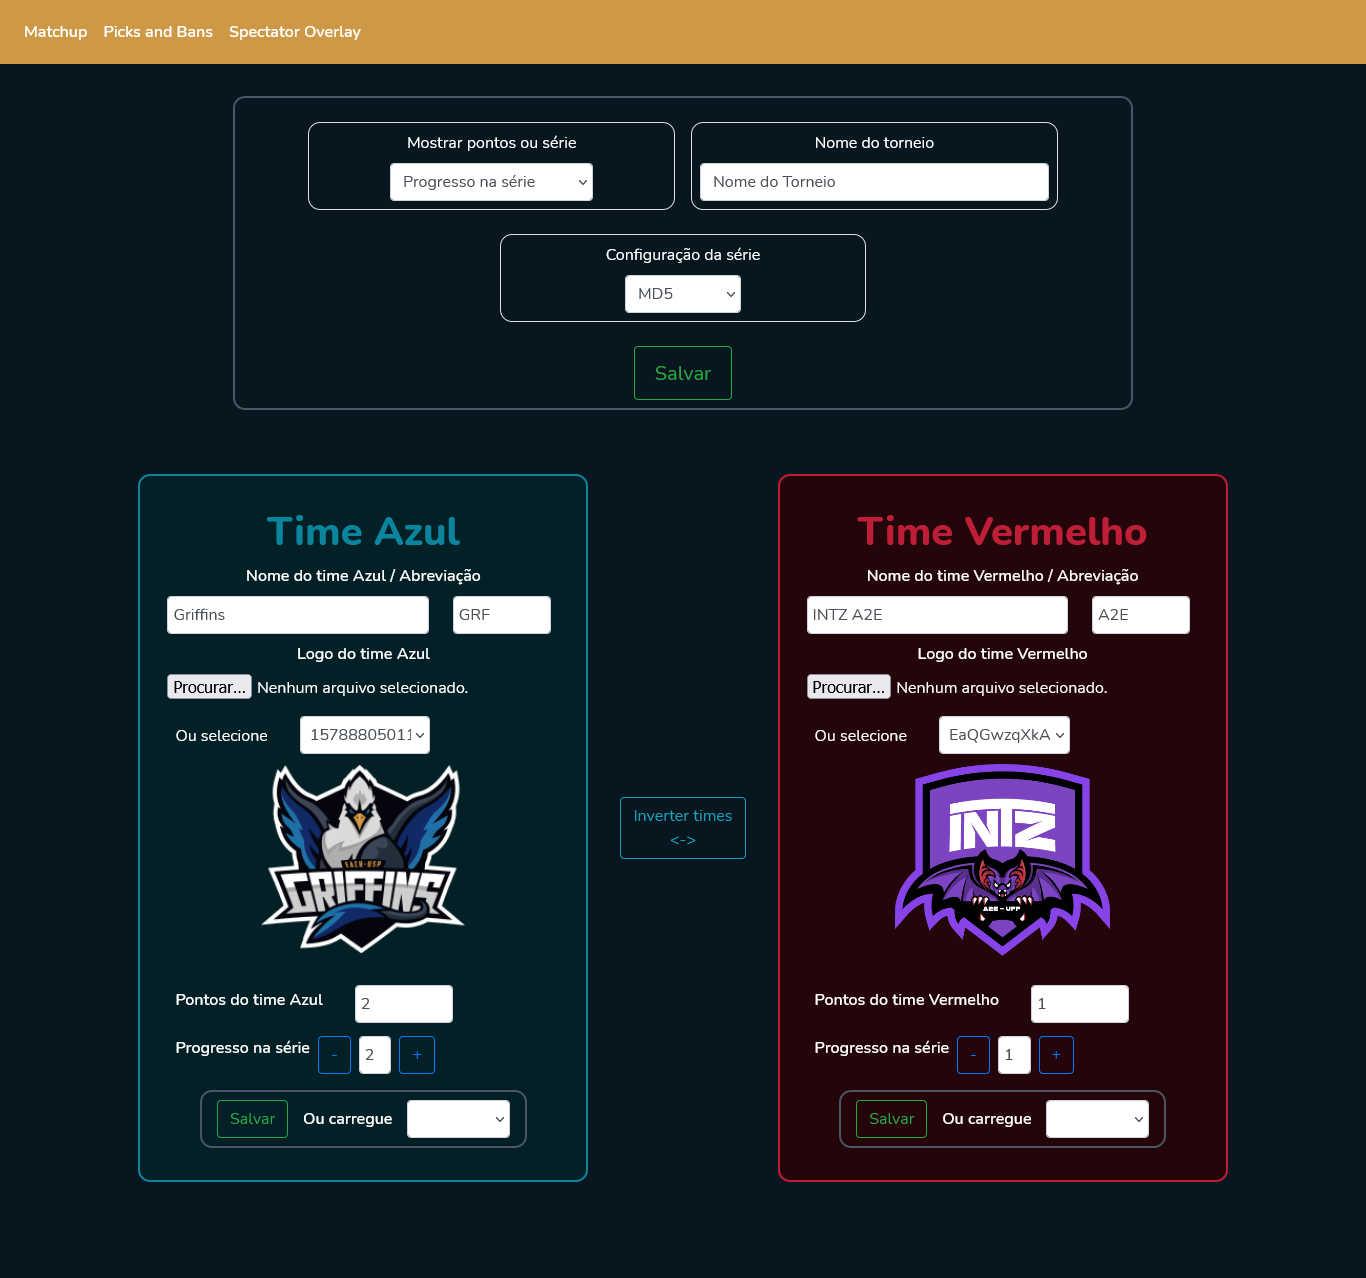 Matchup Picks and Bans Spectator Overlay
Mostrar pontos ou série
Progresso na série
Nome do torneio
Nome do Torneio
Configuração da série
MD5
Salvar
Time Azul
Nome do time Azul / Abreviação
Griffins GRF
Logo do time Azul
Procurar... Nenhum arquivo selecionado.
Ou selecione 15788805011
EACH-USP
GRIFFINS
Pontos do time Azul 2
Progresso na série - 2 +
Salvar Ou carregue
Inverter times
<->
Time Vermelho
Nome do time Vermelho / Abreviação
INTZ A2E A2E
Logo do time Vermelho
Procurar... Nenhum arquivo selecionado.
Ou selecione EaQGwzqXkA
INTZ
A2E - UFF
Pontos do time Vermelho 1
Progresso na série - 1 +
Salvar Ou carregue